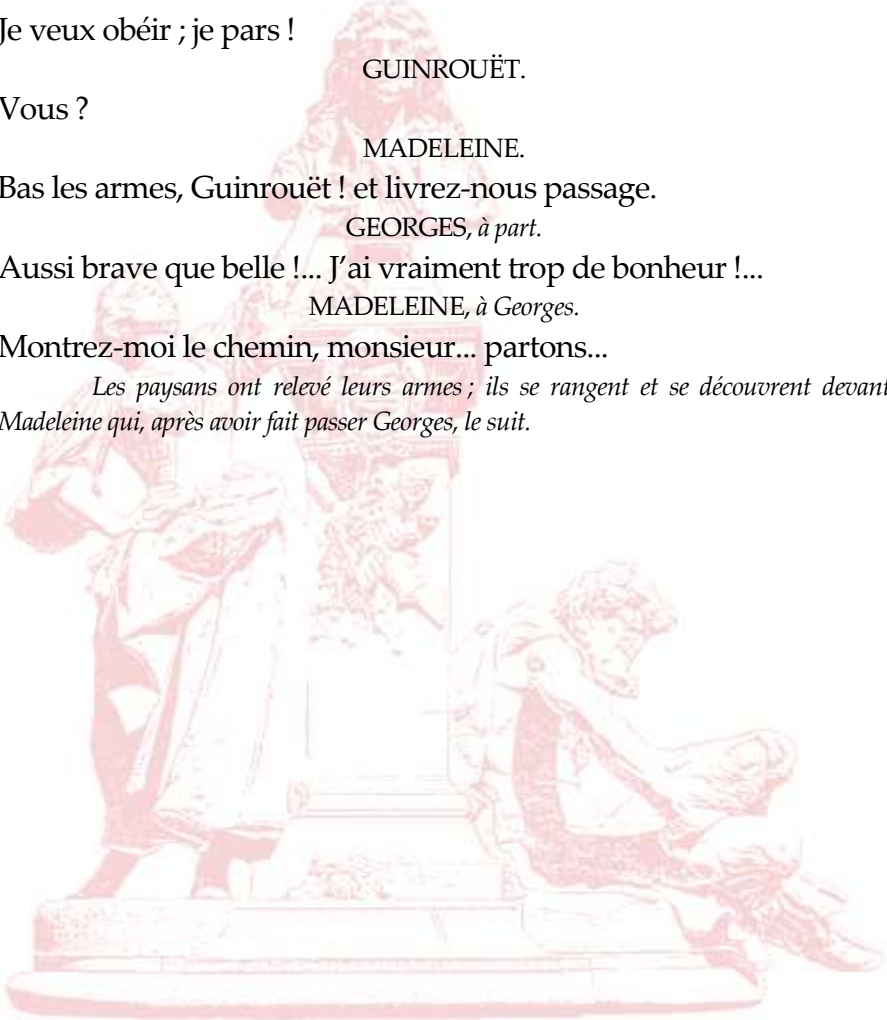 Je veux obéir ; je pars !
GUINROUËT.
Vous ?
MADELEINE.
Bas les armes, Guinrouët ! et livrez-nous passage.
GEORGES, à part.
Aussi brave que belle !... J’ai vraiment trop de bonheur !...
MADELEINE, à Georges.
Montrez-moi le chemin, monsieur... partons...
Les paysans ont relevé leurs armes ; ils se rangent et se découvrent devant
Madeleine qui, après avoir fait passer Georges, le suit.